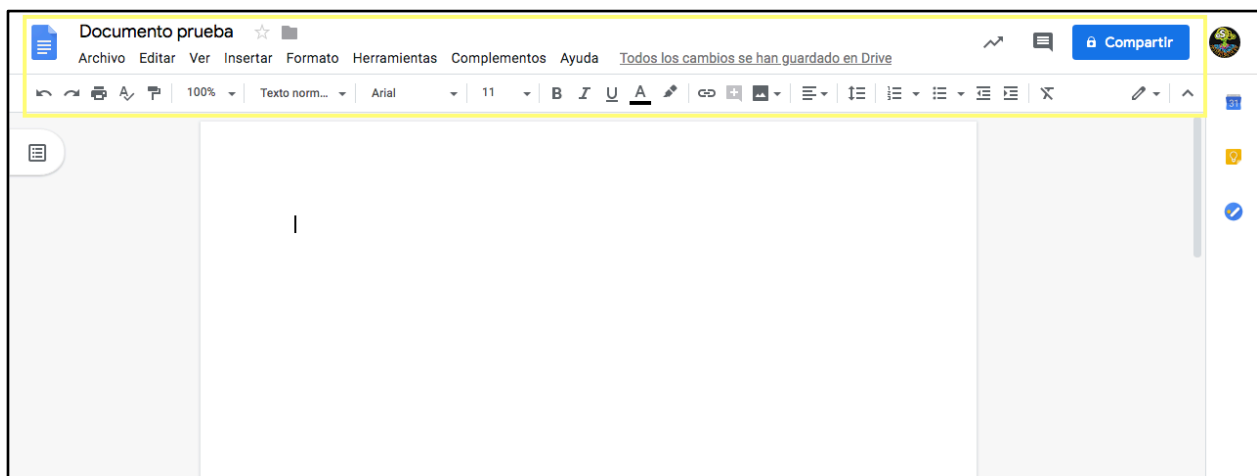 Documento prueba
Archivo Editar Ver Insertar Formato Herramientas Complementos Ayuda Todos los cambios se han guardado en Drive
Compartir
100% Texto norm... Arial 11 B I U A
31